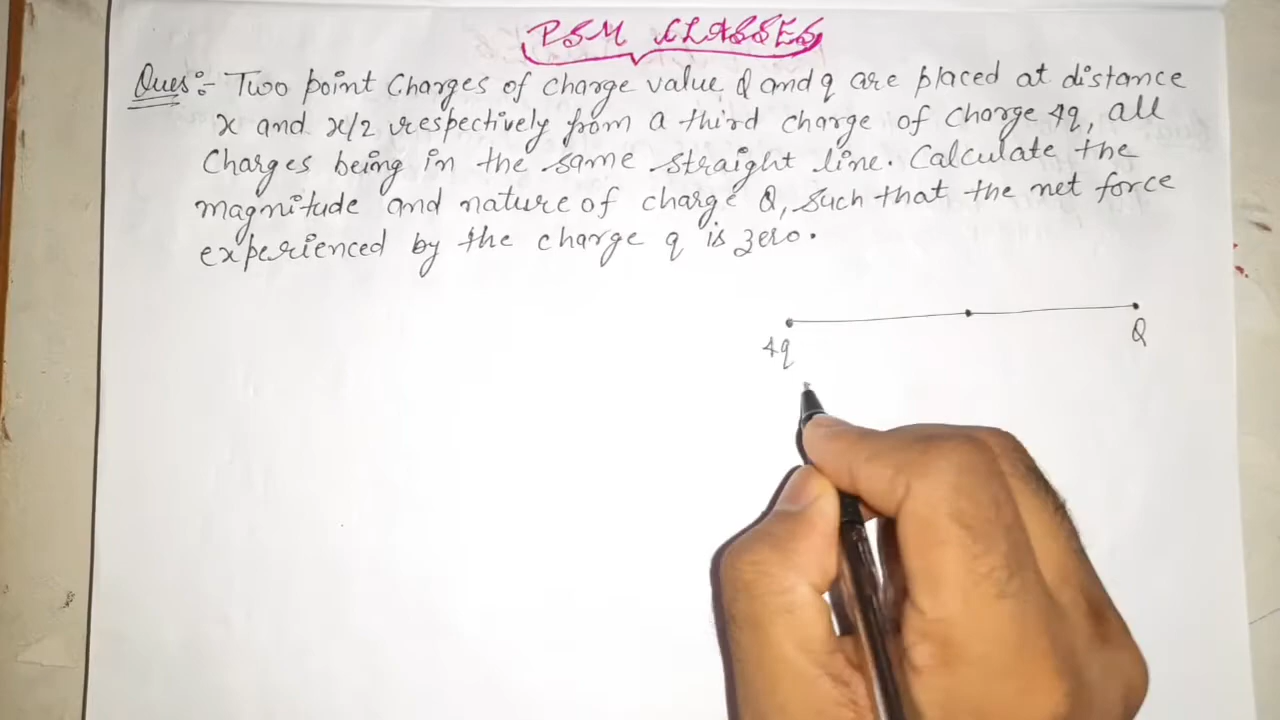 PSM CLASSES
Ques:- Two point Charges of charge value Q and q are placed at distance
x and x/2 respectively from a third charge of Charge 4q, all
Charges being in the same straight line. Calculate the
magnitude and nature of charge Q, such that the net force
experienced by the charge q is zero.
4q
Q